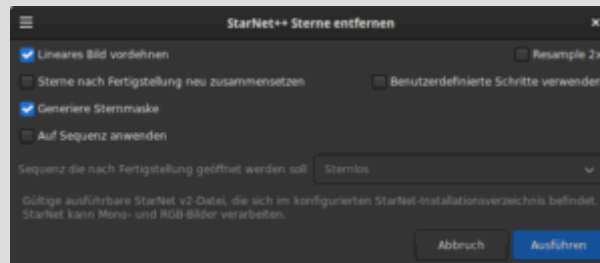 StarNet++ Sterne entfernen
Lineares Bild vordehnen
Resample 2x
Sterne nach Fertigstellung neu zusammensetzen
Benutzerdefinierte Schritte verwenden
Generiere Sternmaske
Auf Sequenz anwenden
Sequenz die nach Fertigstellung geöffnet werden soll
Sternlos
Gültige ausführbare StarNet v2-Datei, die sich im konfigurierten StarNet-Installationsverzeichnis befindet.
StarNet kann Mono- und RGB-Bilder verarbeiten.
Abbruch
Ausführen